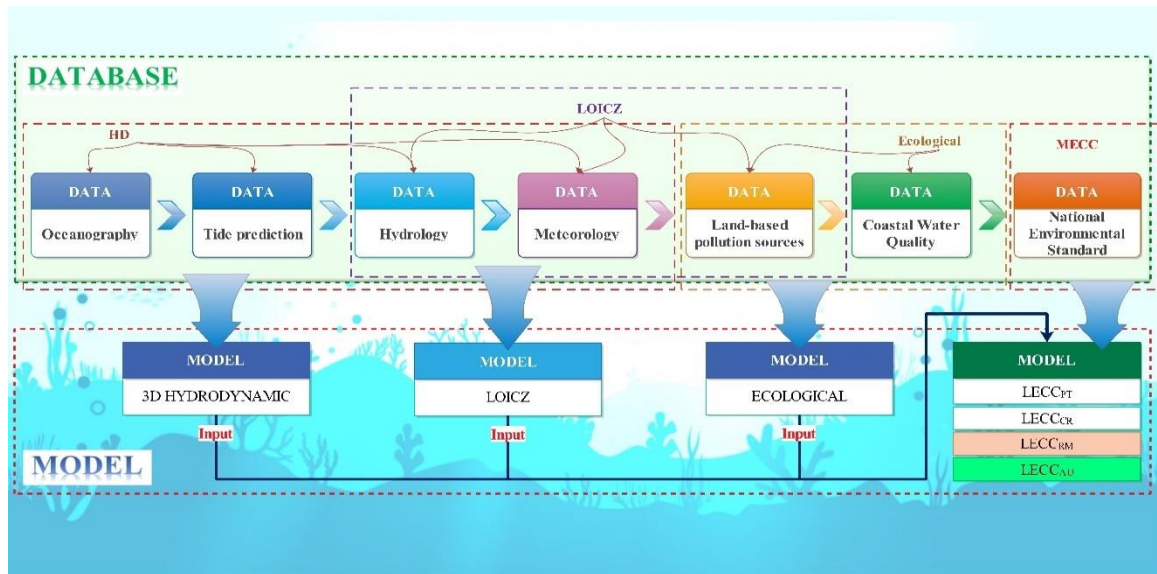 DATABASE
LOICZ
HD
Ecological
MECC
DATA
Oceanography
DATA
Tide prediction
DATA
Hydrology
DATA
Meteorology
DATA
Land-based
pollution sources
DATA
Coastal Water
Quality
DATA
National
Environmental
Standard
MODEL
3D HYDRODYNAMIC
MODEL
LOICZ
MODEL
ECOLOGICAL
MODEL
LECCPT
LECCCR
LECCRM
LECCAU
Input
Input
Input
MODEL